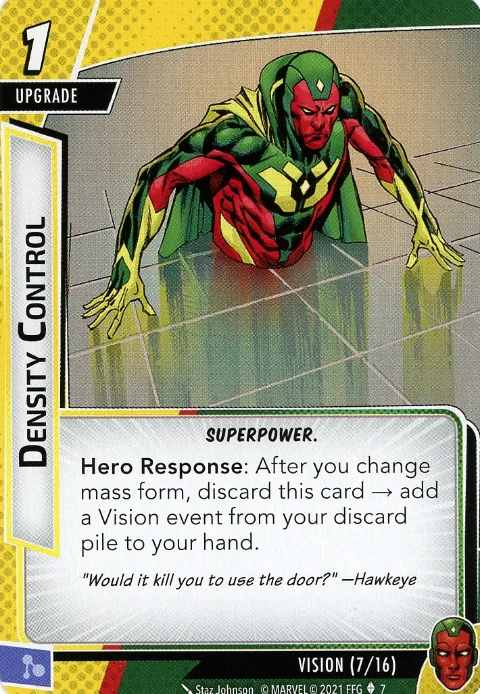 1
UPGRADE
DENSITY CONTROL
SUPERPOWER.
Hero Response: After you change
mass form, discard this card → add
a Vision event from your discard
pile to your hand.
"Would it kill you to use the door?" —Hawkeye
VISION (7/16)
Staz Johnson © MARVEL © 2021 FFG 7